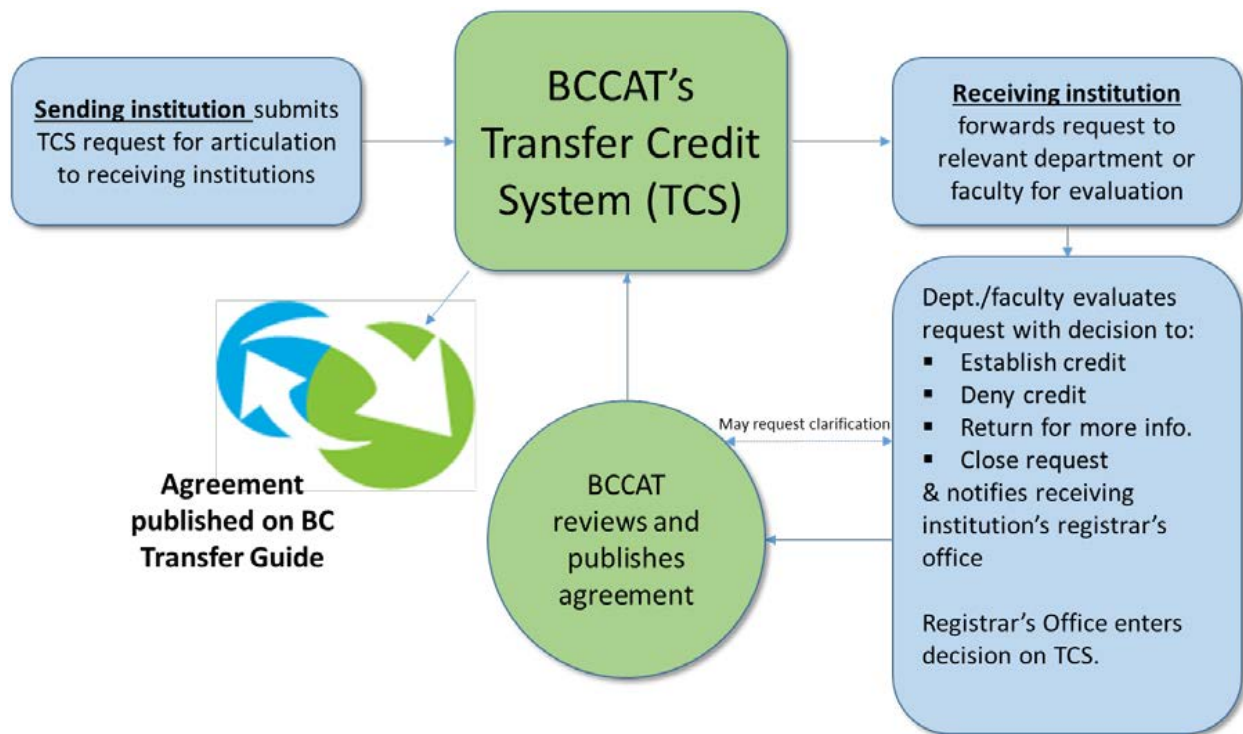 Sending institution submits
TCS request for articulation
to receiving institutions
BCCAT’s
Transfer Credit
System (TCS)
Receiving institution
forwards request to
relevant department or
faculty for evaluation
Dept./faculty evaluates
request with decision to:
▪ Establish credit
▪ Deny credit
▪ Return for more info.
▪ Close request
& notifies receiving
institution’s registrar’s
office
Registrar’s Office enters
decision on TCS.
May request clarification
BCCAT
reviews and
publishes
agreement
Agreement
published on BC
Transfer Guide